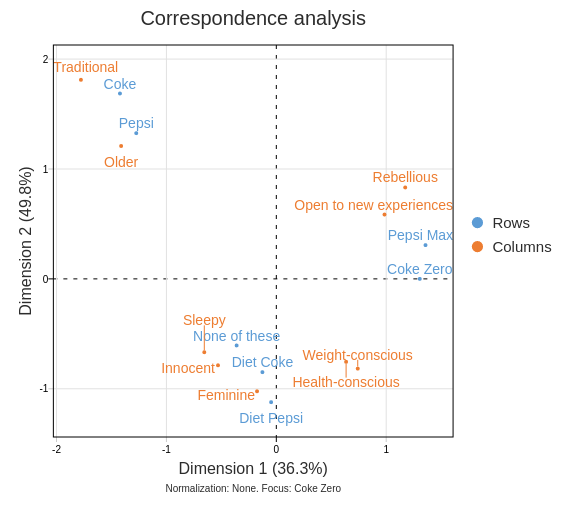 Correspondence analysis
2
Traditional
Coke
Pepsi
Older
1
Rebellious
Open to new experiences
Pepsi Max
Coke Zero
0
Sleepy
None of these
Innocent
Diet Coke
Weight-conscious
Health-conscious
Feminine
-1
Diet Pepsi
-2
-1
0
1
Dimension 2 (49.8%)
Dimension 1 (36.3%)
Normalization: None. Focus: Coke Zero
Rows
Columns